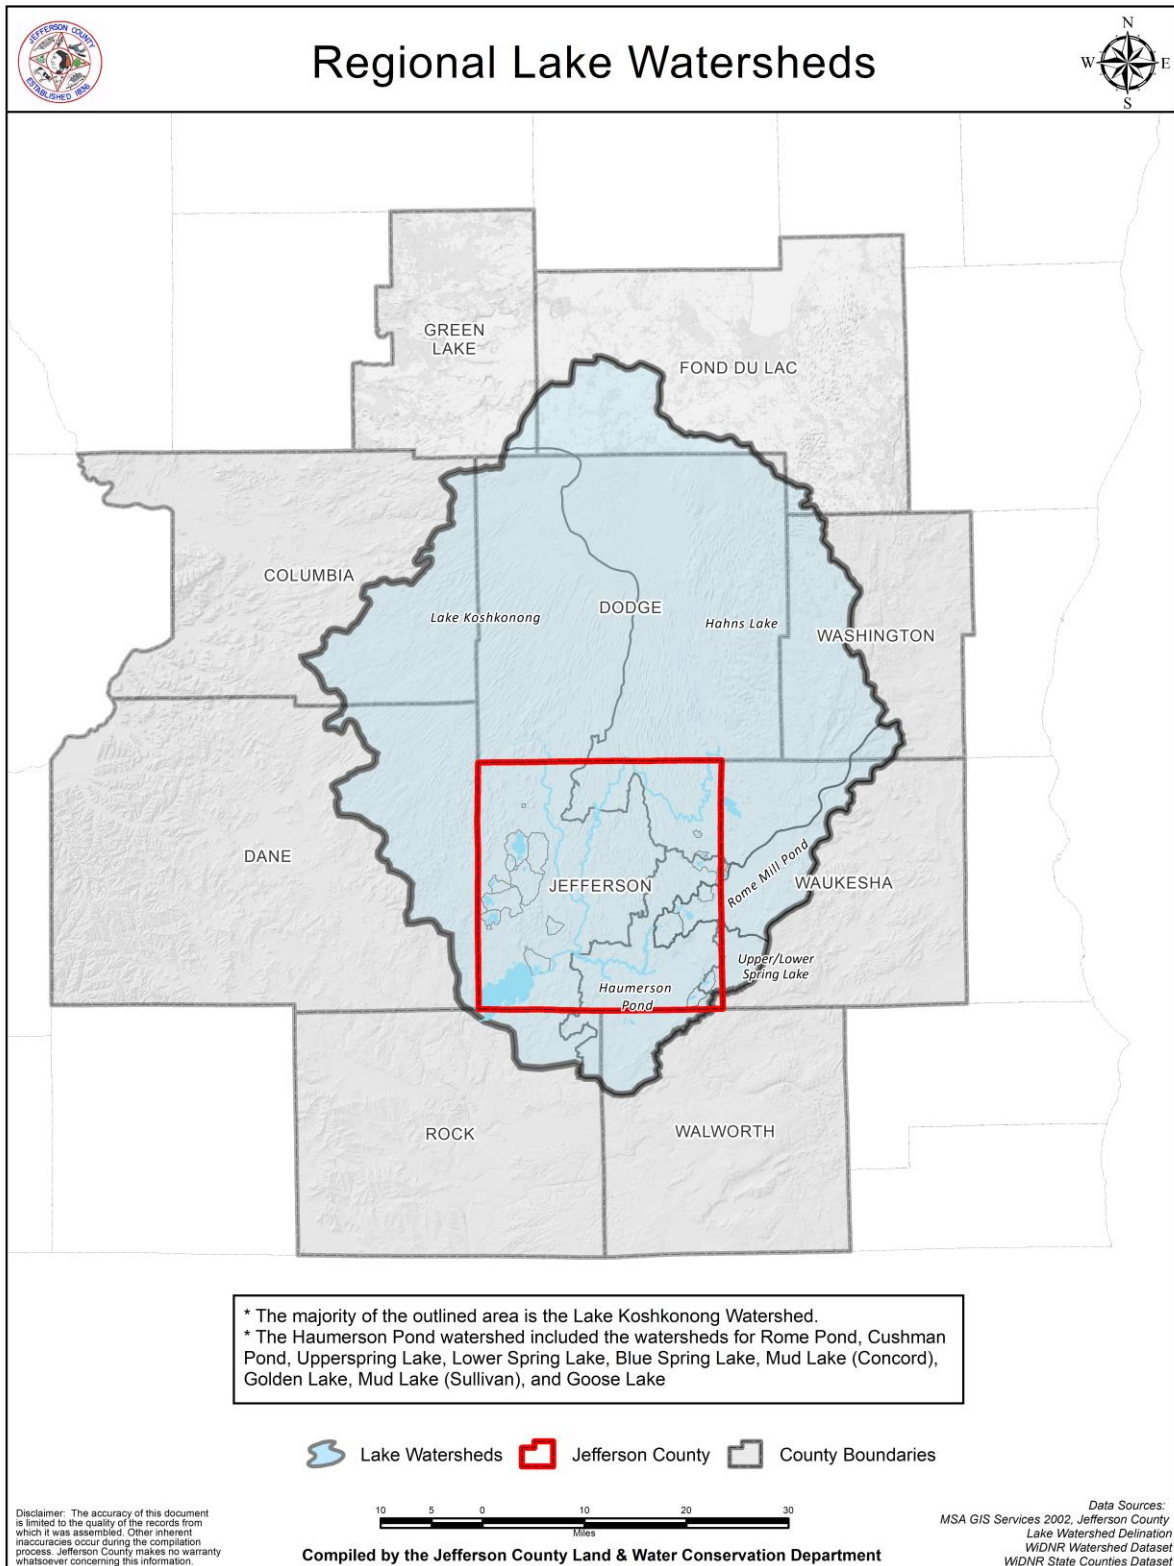 JEFFERSON COUNTY
ESTABLISHED 1836
Regional Lake Watersheds
N
W
E
S
GREEN
LAKE
FOND DU LAC
COLUMBIA
DODGE
Lake Koshkonong
Hahns Lake
WASHINGTON
DANE
JEFFERSON
Rome Mill Pond
WAUKESHA
Upper/Lower
Spring Lake
Haumerson
Pond
ROCK
WALWORTH
* The majority of the outlined area is the Lake Koshkonong Watershed.
* The Haumerson Pond watershed included the watersheds for Rome Pond, Cushman
Pond, Upperspring Lake, Lower Spring Lake, Blue Spring Lake, Mud Lake (Concord),
Golden Lake, Mud Lake (Sullivan), and Goose Lake
Lake Watersheds
Jefferson County
County Boundaries
10 5 0 10 20 30
Miles
Disclaimer: The accuracy of this document
is limited to the quality of the records from
which it was assembled. Other inherent
inaccuracies occur during the compilation
process. Jefferson County makes no warranty
whatsoever concerning this information.
Compiled by the Jefferson County Land & Water Conservation Department
Data Sources:
MSA GIS Services 2002, Jefferson County
Lake Watershed Delination
WiDNR Watershed Dataset
WiDNR State Counties Dataset